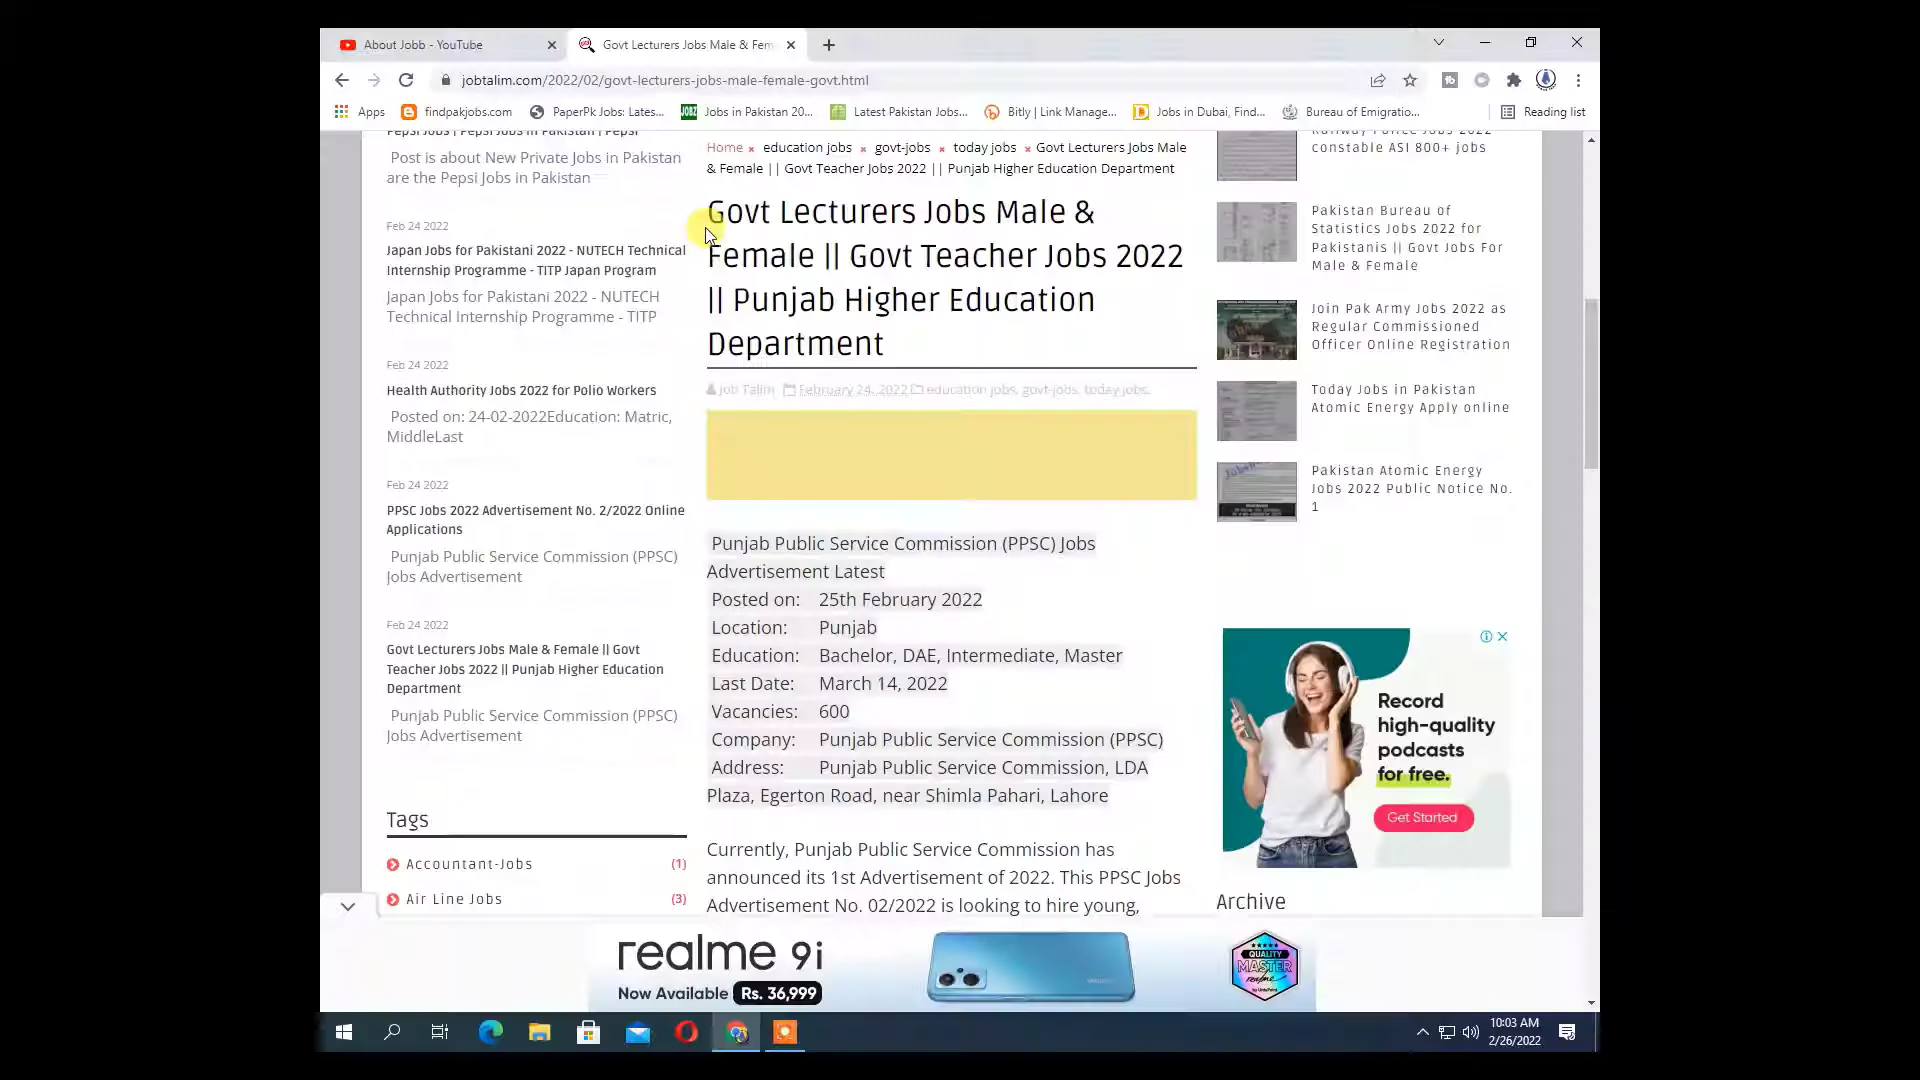 About Jobb - YouTube
Govt Lecturers Jobs Male & Fem
jobtalim.com/2022/02/govt-lecturers-jobs-male-female-govt.html
Apps
findpakjobs.com
PaperPk Jobs: Lates...
JOBZ
Jobs in Pakistan 20...
Latest Pakistan Jobs...
Bitly | Link Manage...
Jobs in Dubai, Find...
Bureau of Emigratio...
Reading list
Pepsi Jobs | Pepsi Jobs in Pakistan | Pepsi
Post is about New Private Jobs in Pakistan
are the Pepsi Jobs in Pakistan
Feb 24 2022
Japan Jobs for Pakistani 2022 - NUTECH Technical
Internship Programme - TITP Japan Program
Japan Jobs for Pakistani 2022 - NUTECH
Technical Internship Programme - TITP
Feb 24 2022
Health Authority Jobs 2022 for Polio Workers
Posted on: 24-02-2022Education: Matric,
MiddleLast
Feb 24 2022
PPSC Jobs 2022 Advertisement No. 2/2022 Online
Applications
Punjab Public Service Commission (PPSC)
Jobs Advertisement
Feb 24 2022
Govt Lecturers Jobs Male & Female || Govt
Teacher Jobs 2022 || Punjab Higher Education
Department
Punjab Public Service Commission (PPSC)
Jobs Advertisement
Tags
Accountant-Jobs (1)
Air Line Jobs (3)
Home × education jobs × govt-jobs × today jobs × Govt Lecturers Jobs Male
& Female || Govt Teacher Jobs 2022 || Punjab Higher Education Department
Govt Lecturers Jobs Male &
Female || Govt Teacher Jobs 2022
|| Punjab Higher Education
Department
Job Talim February 24, 2022 education jobs, govt-jobs, today jobs,
Punjab Public Service Commission (PPSC) Jobs
Advertisement Latest
Posted on: 25th February 2022
Location: Punjab
Education: Bachelor, DAE, Intermediate, Master
Last Date: March 14, 2022
Vacancies: 600
Company: Punjab Public Service Commission (PPSC)
Address: Punjab Public Service Commission, LDA
Plaza, Egerton Road, near Shimla Pahari, Lahore
Currently, Punjab Public Service Commission has
announced its 1st Advertisement of 2022. This PPSC Jobs
Advertisement No. 02/2022 is looking to hire young,
Railway Police Jobs 2022
constable ASI 800+ jobs
Pakistan Bureau of
Statistics Jobs 2022 for
Pakistanis || Govt Jobs For
Male & Female
Join Pak Army Jobs 2022 as
Regular Commissioned
Officer Online Registration
Today Jobs in Pakistan
Atomic Energy Apply online
Pakistan Atomic Energy
Jobs 2022 Public Notice No.
1
Record
high-quality
podcasts
for free.
Get Started
Archive
realme 9i
Now Available Rs. 36,999
QUALITY
MASTER
realme
10:03 AM
2/26/2022